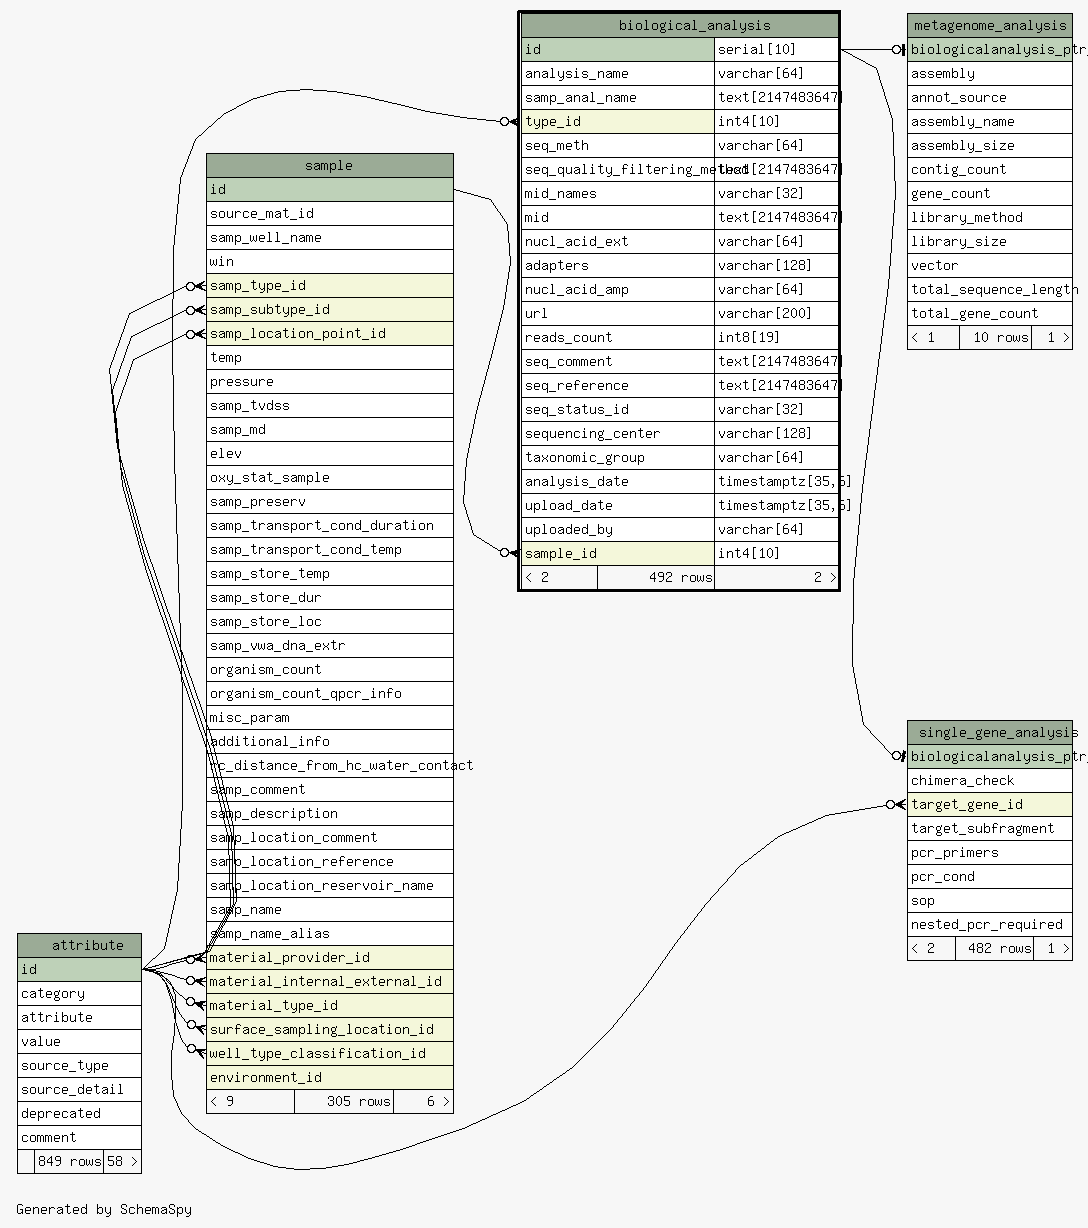 biological_analysis
id serial[10]
analysis_name varchar[64]
samp_anal_name text[2147483647]
type_id int4[10]
seq_meth varchar[64]
seq_quality_filtering_method text[2147483647]
mid_names varchar[32]
mid text[2147483647]
nucl_acid_ext varchar[64]
adapters varchar[128]
nucl_acid_amp varchar[64]
url varchar[200]
reads_count int8[19]
seq_comment text[2147483647]
seq_reference text[2147483647]
seq_status_id varchar[32]
sequencing_center varchar[128]
taxonomic_group varchar[64]
analysis_date timestamptz[35,6]
upload_date timestamptz[35,6]
uploaded_by varchar[64]
sample_id int4[10]
< 2 492 rows 2 >
metagenome_analysis
biologicalanalysis_ptr_
assembly
annot_source
assembly_name
assembly_size
contig_count
gene_count
library_method
library_size
vector
total_sequence_length
total_gene_count
< 1 10 rows 1 >
sample
id
source_mat_id
samp_well_name
win
samp_type_id
samp_subtype_id
samp_location_point_id
temp
pressure
samp_tvdss
samp_md
elev
oxy_stat_sample
samp_preserv
samp_transport_cond_duration
samp_transport_cond_temp
samp_store_temp
samp_store_dur
samp_store_loc
samp_vwa_dna_extr
organism_count
organism_count_qpcr_info
misc_param
additional_info
rc_distance_from_hc_water_contact
samp_comment
samp_description
samp_location_comment
samp_location_reference
samp_location_reservoir_name
samp_name
samp_name_alias
material_provider_id
material_internal_external_id
material_type_id
surface_sampling_location_id
well_type_classification_id
environment_id
< 9 305 rows 6 >
single_gene_analysis
biologicalanalysis_ptr_
chimera_check
target_gene_id
target_subfragment
pcr_primers
pcr_cond
sop
nested_pcr_required
< 2 482 rows 1 >
attribute
id
category
attribute
value
source_type
source_detail
deprecated
comment
849 rows 58 >
Generated by SchemaSpy